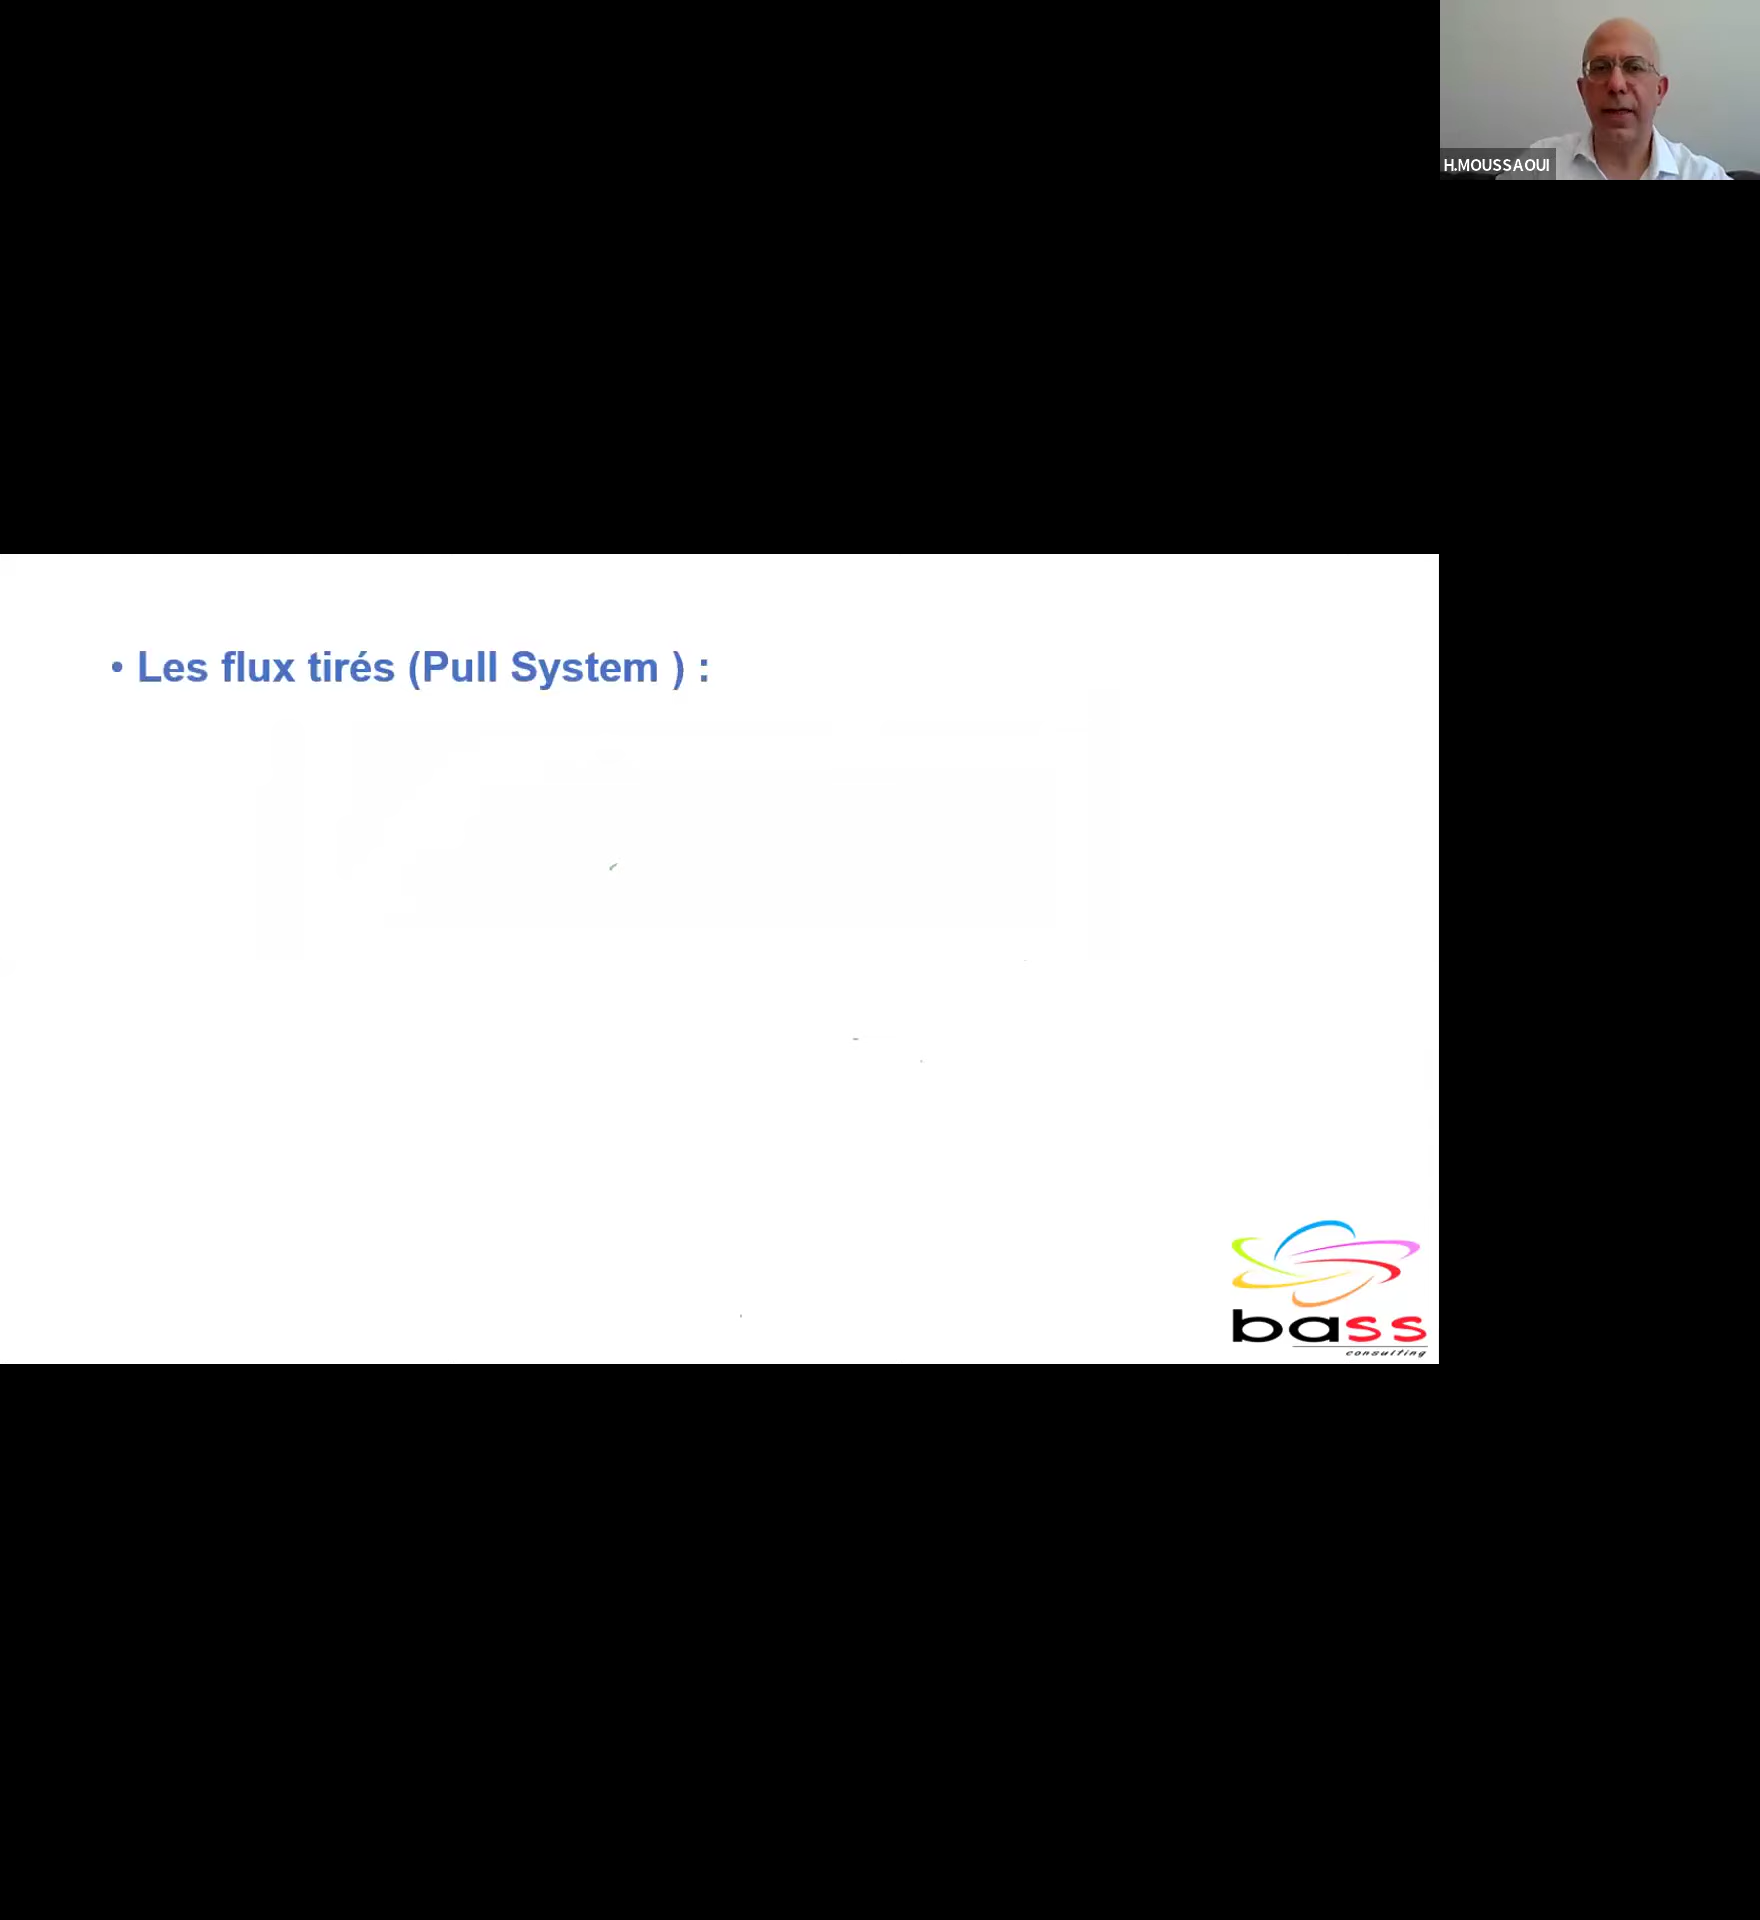 H.MOUSSAOUI
• Les flux tirés (Pull System ) :
bass
consulting